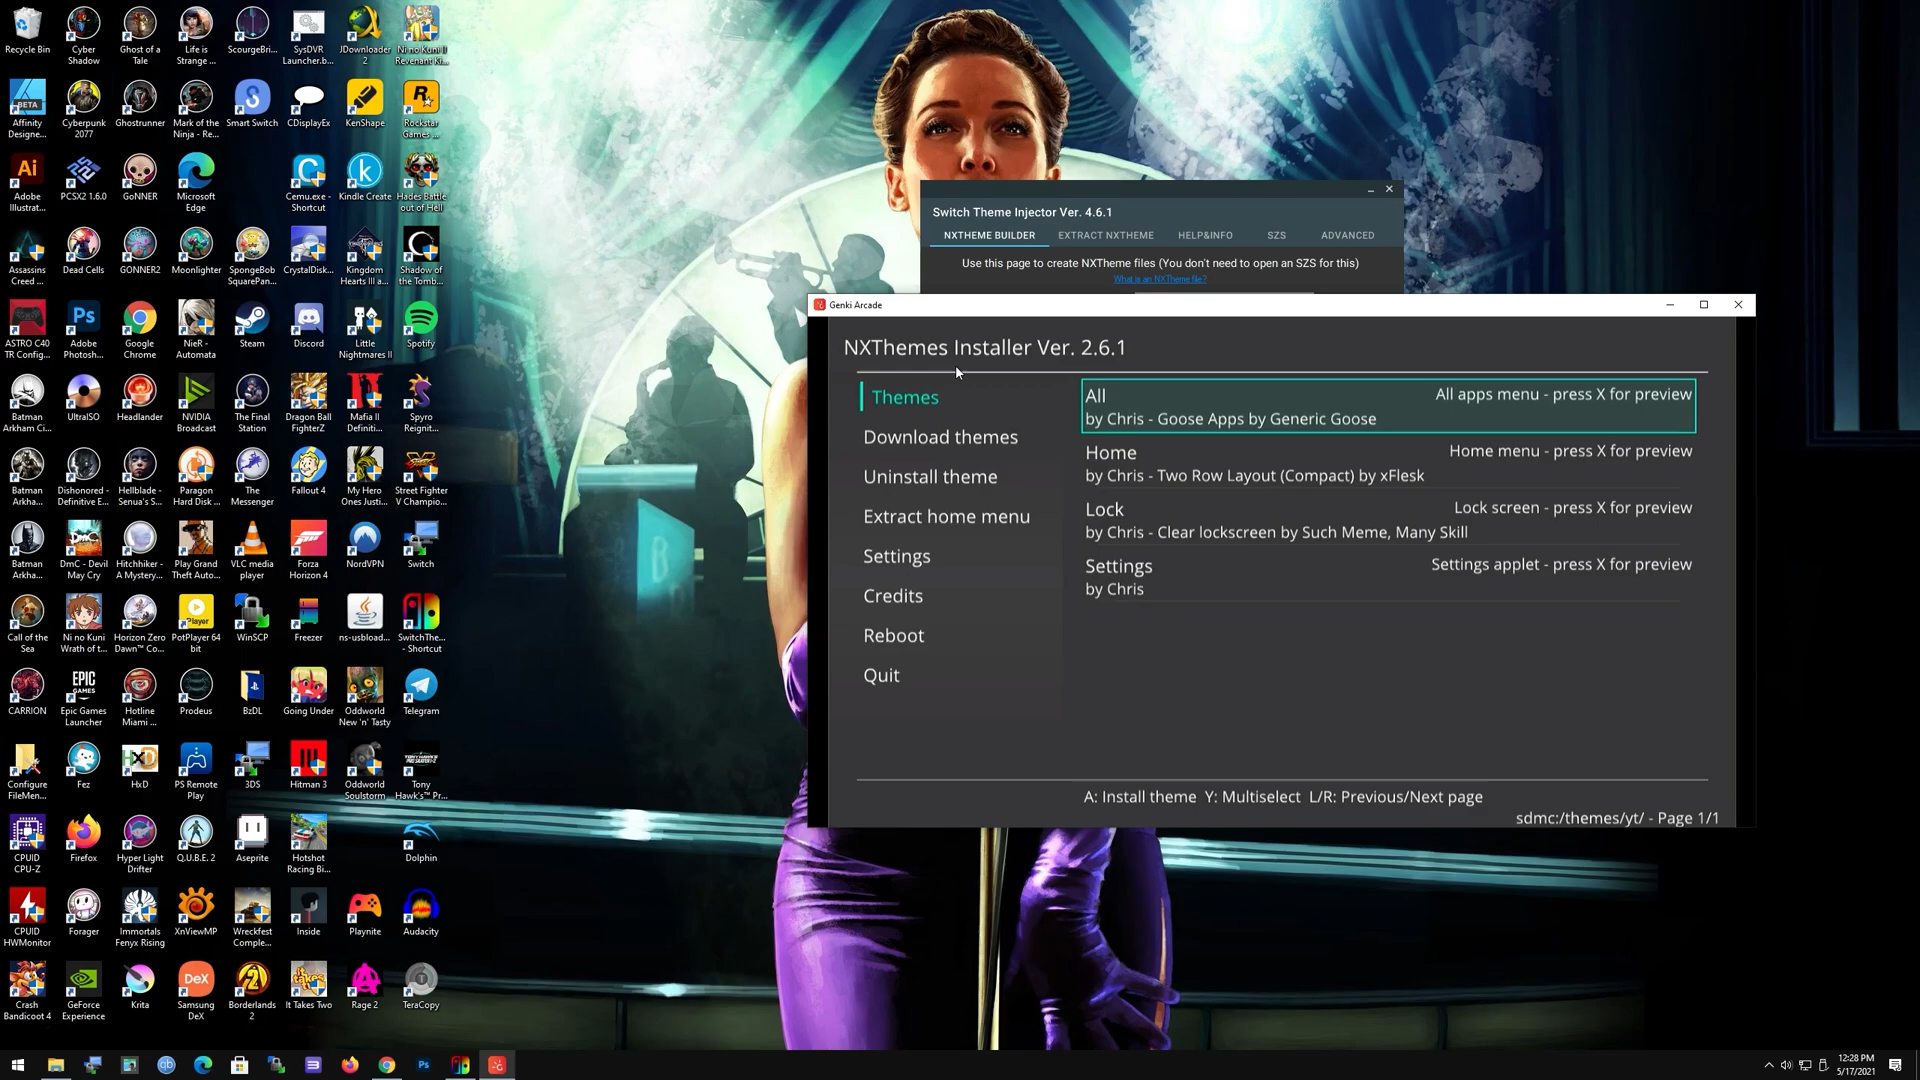 Recycle Bin
Cyber Shadow
Ghost of a Tale
Life is Strange ...
ScourgeBri...
SysDVR Launcher.b...
JDownloader 2
Ni no Kuni II Revenant Ki...
Affinity Designe...
Cyberpunk 2077
Ghostrunner
Mark of the Ninja - Re...
Smart Switch
CDisplayEx
KenShape
Rockstar Games ...
Adobe Illustrat...
PCSX2 1.6.0
GoNNER
Microsoft Edge
Cemu.exe - Shortcut
Kindle Create
Hades Battle out of Hell
Assassins Creed ...
Dead Cells
GONNER2
Moonlighter
SpongeBob SquarePan...
CrystalDisk...
Kingdom Hearts III a...
Shadow of the Tomb...
ASTRO C40 TR Config...
Adobe Photosh...
Google Chrome
NieR - Automata
Steam
Discord
Little Nightmares II
Spotify
Batman Arkham Ci...
UltraISO
Headlander
NVIDIA Broadcast
The Final Station
Dragon Ball FighterZ
Mafia II Definiti...
Spyro Reignit...
Batman Arkha...
Dishonored - Definitive E...
Hellblade - Senua's S...
Paragon Hard Disk ...
The Messenger
Fallout 4
My Hero Ones Justi...
Street Fighter V Champio...
Batman Arkha...
DmC - Devil May Cry
Hitchhiker - A Mystery...
Play Grand Theft Auto...
VLC media player
Forza Horizon 4
NordVPN
Switch
Call of the Sea
Ni no Kuni Wrath of t...
Horizon Zero Dawn™ Co...
PotPlayer 64 bit
WinSCP
Freezer
ns-usbload...
SwitchThe... - Shortcut
CARRION
Epic Games Launcher
Hotline Miami ...
Prodeus
BzDL
Going Under
Oddworld New 'n' Tasty
Telegram
Configure FileMen...
Fez
HxD
PS Remote Play
3DS
Hitman 3
Oddworld Soulstorm
Tony Hawk's™ Pr...
CPUID CPU-Z
Firefox
Hyper Light Drifter
Q.U.B.E. 2
Aseprite
Hotshot Racing Bi...
Dolphin
CPUID HWMonitor
Forager
Immortals Fenyx Rising
XnViewMP
Wreckfest Comple...
Inside
Playnite
Audacity
Crash Bandicoot 4
GeForce Experience
Krita
Samsung DeX
Borderlands 2
It Takes Two
Rage 2
TeraCopy
Switch Theme Injector Ver. 4.6.1
NXTHEME BUILDER EXTRACT NXTHEME HELP&INFO SZS ADVANCED
Use this page to create NXTheme files (You don't need to open an SZS for this)
What is an NXTheme file?
Genki Arcade
NXThemes Installer Ver. 2.6.1
Themes
Download themes
Uninstall theme
Extract home menu
Settings
Credits
Reboot
Quit
All All apps menu - press X for preview
by Chris - Goose Apps by Generic Goose
Home Home menu - press X for preview
by Chris - Two Row Layout (Compact) by xFlesk
Lock Lock screen - press X for preview
by Chris - Clear lockscreen by Such Meme, Many Skill
Settings Settings applet - press X for preview
by Chris
A: Install theme Y: Multiselect L/R: Previous/Next page
sdmc:/themes/yt/ - Page 1/1
12:28 PM
5/17/2021